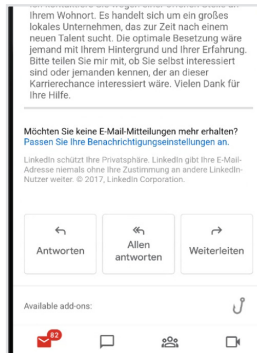 Ihrem Wohnort. Es handelt sich um ein großes
lokales Unternehmen, das zur Zeit nach einem
neuen Talent sucht. Die optimale Besetzung wäre
jemand mit Ihrem Hintergrund und Ihrer Erfahrung.
Bitte teilen Sie mir mit, ob Sie selbst interessiert
sind oder jemanden kennen, der an dieser
Karrierechance interessiert wäre. Vielen Dank für
Ihre Hilfe.
Möchten Sie keine E-Mail-Mitteilungen mehr erhalten?
Passen Sie Ihre Benachrichtigungseinstellungen an.
LinkedIn schützt Ihre Privatsphäre. LinkedIn gibt Ihre E-Mail-
Adresse niemals ohne Ihre Zustimmung an andere LinkedIn-
Nutzer weiter. © 2017, LinkedIn Corporation.
Antworten
Allen
antworten
Weiterleiten
Available add-ons:
82